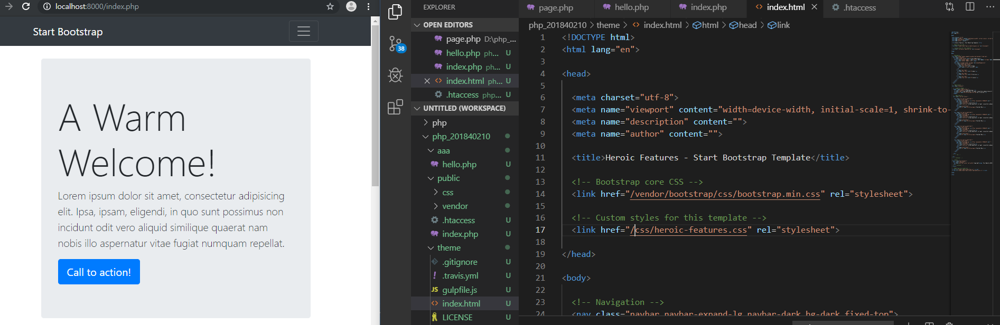 localhost:8000/index.php
Start Bootstrap
A Warm
Welcome!
Lorem ipsum dolor sit amet, consectetur adipisicing
elit. Ipsa, ipsam, eligendi, in quo sunt possimus non
incidunt odit vero aliquid similique quaerat nam
nobis illo aspernatur vitae fugiat numquam repellat.
Call to action!
38
EXPLORER
OPEN EDITORS
page.php D:\php_...
hello.php ph... U
index.php ph... U
index.html ph... U
.htaccess php... U
UNTITLED (WORKSPACE)
php
php_201840210
aaa
hello.php U
public
css
vendor
.htaccess U
index.php U
theme
.gitignore U
.travis.yml U
JS gulpfile.js U
index.html U
LICENSE U
page.php hello.php index.php index.html .htaccess
php_201840210 > theme > index.html > html > head > link
1 <!DOCTYPE html>
2 <html lang="en">
3
4 <head>
5
6 <meta charset="utf-8">
7 <meta name="viewport" content="width=device-width, initial-scale=1, shrink-to-
8 <meta name="description" content="">
9 <meta name="author" content="">
10
11 <title>Heroic Features - Start Bootstrap Template</title>
12
13 <!-- Bootstrap core CSS -->
14 <link href="/vendor/bootstrap/css/bootstrap.min.css" rel="stylesheet">
15
16 <!-- Custom styles for this template -->
17 <link href="/css/heroic-features.css" rel="stylesheet">
18
19 </head>
20
21 <body>
22
23 <!-- Navigation -->
24 <nav class="navbar navbar-expand-lg navbar-dark bg-dark fixed-top">